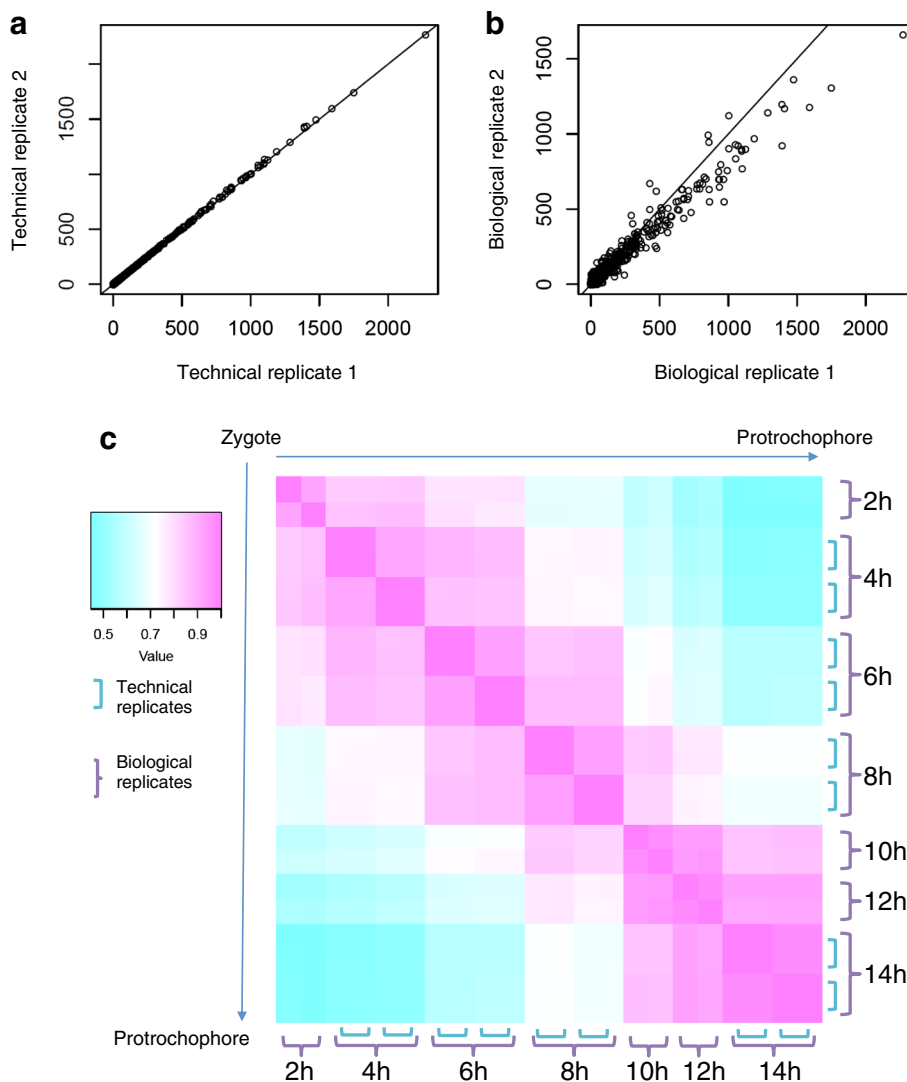 a
Technical replicate 2
0
500
1500
0
500
1000
1500
2000
Technical replicate 1
b
Biological replicate 2
0
500
1000
1500
0
500
1000
1500
2000
Biological replicate 1
c
Zygote
Protrochophore
0.5
0.7
0.9
Value
Technical
replicates
Biological
replicates
2h
4h
6h
8h
10h
12h
14h
Protrochophore
2h
4h
6h
8h
10h
12h
14h